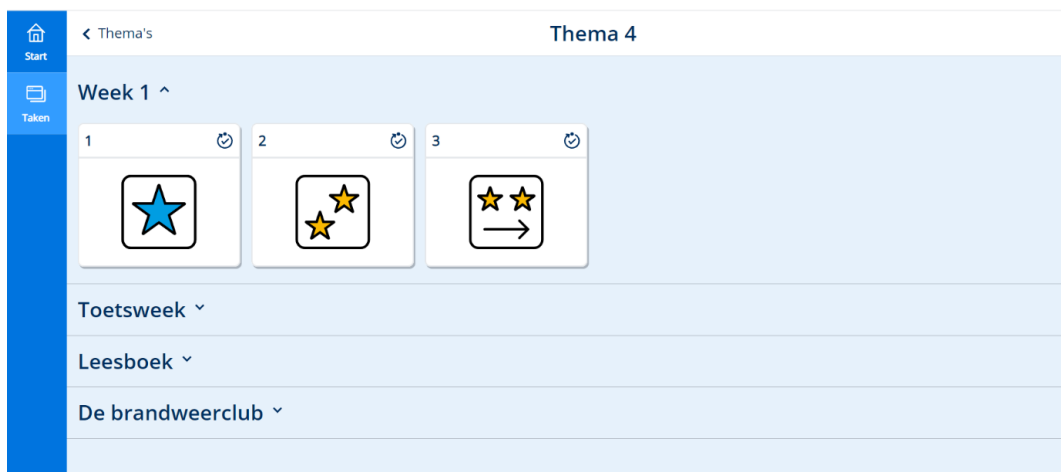 Start
Taken
Thema's
Thema 4
Week 1
1
2
3
Toetsweek
Leesboek
De brandweerclub